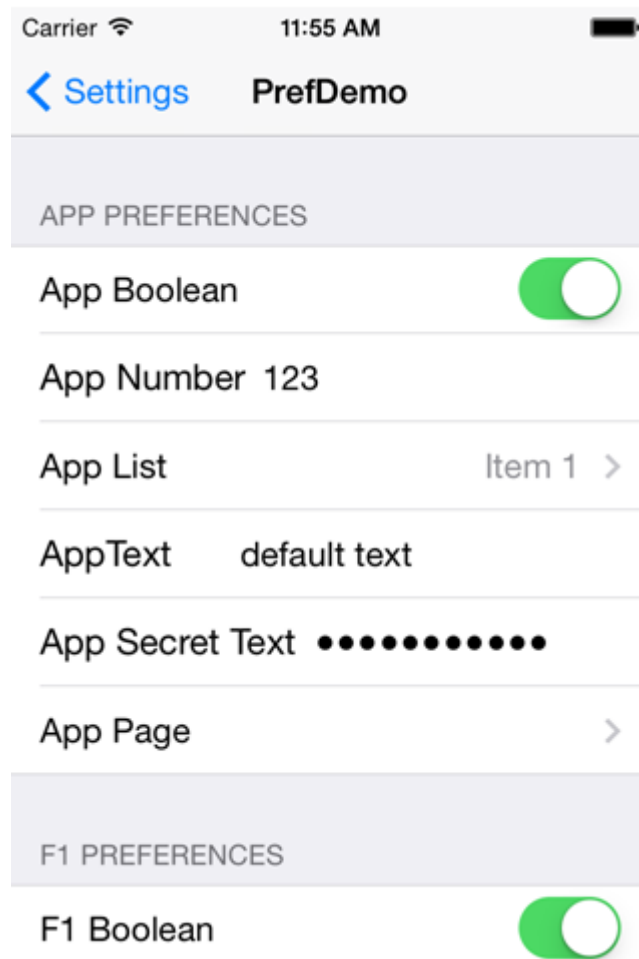 Carrier 11:55 AM
Settings PrefDemo
APP PREFERENCES
App Boolean
App Number 123
App List Item 1
AppText default text
App Secret Text •••••••••••
App Page
F1 PREFERENCES
F1 Boolean